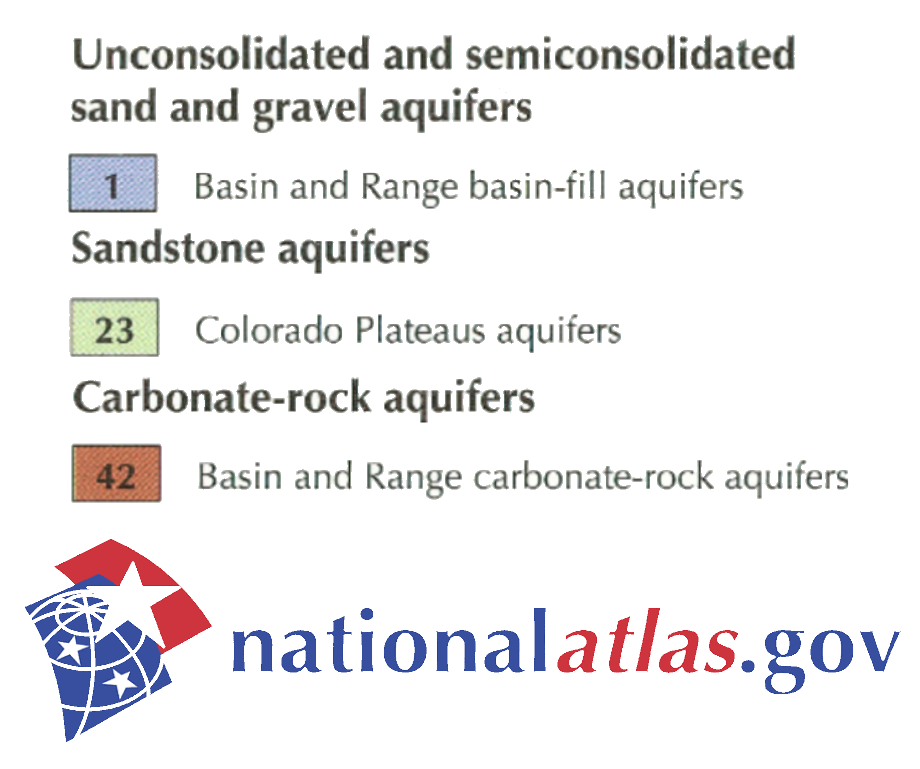 Unconsolidated and semiconsolidated
sand and gravel aquifers
1 Basin and Range basin-fill aquifers
Sandstone aquifers
23 Colorado Plateaus aquifers
Carbonate-rock aquifers
42 Basin and Range carbonate-rock aquifers
nationalatlas.gov